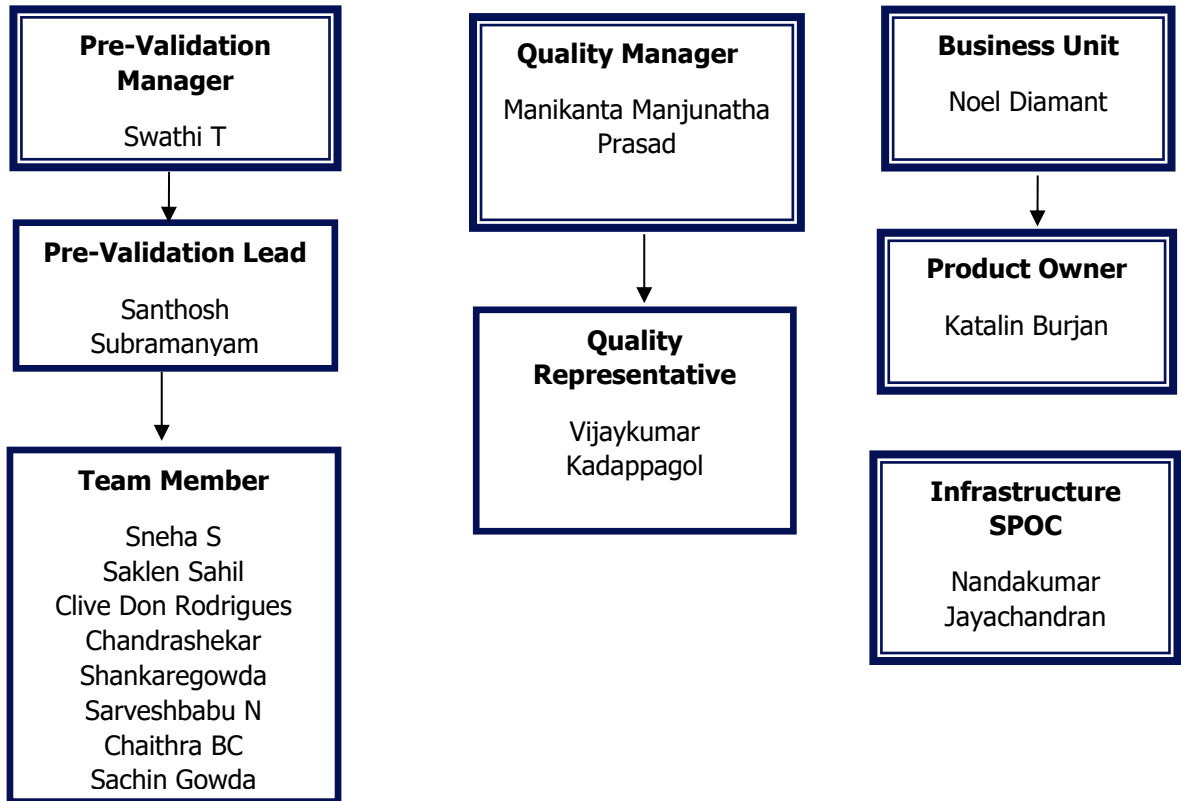 Pre-Validation
Manager
Swathi T
Pre-Validation Lead
Santhosh
Subramanyam
Team Member
Sneha S
Saklen Sahil
Clive Don Rodrigues
Chandrashekar
Shankaregowda
Sarveshbabu N
Chaithra BC
Sachin Gowda
Quality Manager
Manikanta Manjunatha
Prasad
Quality
Representative
Vijaykumar
Kadappagol
Business Unit
Noel Diamant
Product Owner
Katalin Burjan
Infrastructure
SPOC
Nandakumar
Jayachandran